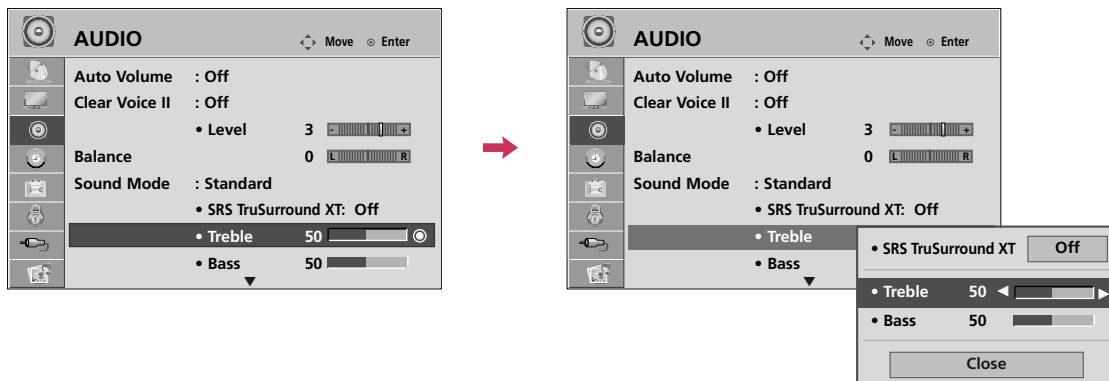 AUDIO
Move
Enter
Auto Volume : Off
Clear Voice II : Off
• Level 3 - +
Balance 0 L R
Sound Mode : Standard
• SRS TruSurround XT: Off
• Treble 50
• Bass 50
AUDIO
Move
Enter
Auto Volume : Off
Clear Voice II : Off
• Level 3 - +
Balance 0 L R
Sound Mode : Standard
• SRS TruSurround XT: Off
• Treble
• Bass
• SRS TruSurround XT Off
• Treble 50
• Bass 50
Close